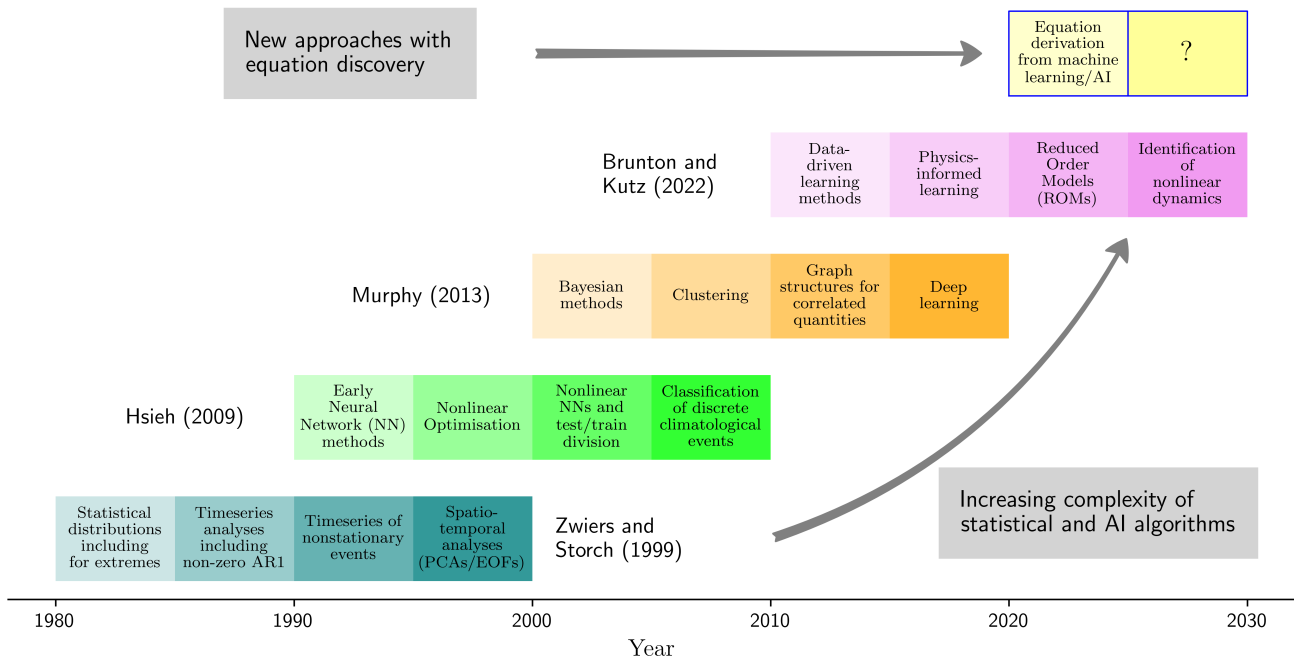 New approaches with
equation discovery
Equation
derivation
from machine
learning/AI
?
Brunton and
Kutz (2022)
Data-
driven
learning
methods
Physics-
informed
learning
Reduced
Order
Models
(ROMs)
Identification
of
nonlinear
dynamics
Murphy (2013)
Bayesian
methods
Clustering
Graph
structures for
correlated
quantities
Deep
learning
Hsieh (2009)
Early
Neural
Network (NN)
methods
Nonlinear
Optimisation
Nonlinear
NNs and
test/train
division
Classification
of discrete
climatological
events
Statistical
distributions
including
for extremes
Timeseries
analyses
including
non-zero AR1
Timeseries of
nonstationary
events
Spatio-
temporal
analyses
(PCAs/EOFs)
Zwiers and
Storch (1999)
Increasing complexity of
statistical and AI algorithms
1980 1990 2000 2010 2020 2030
Year